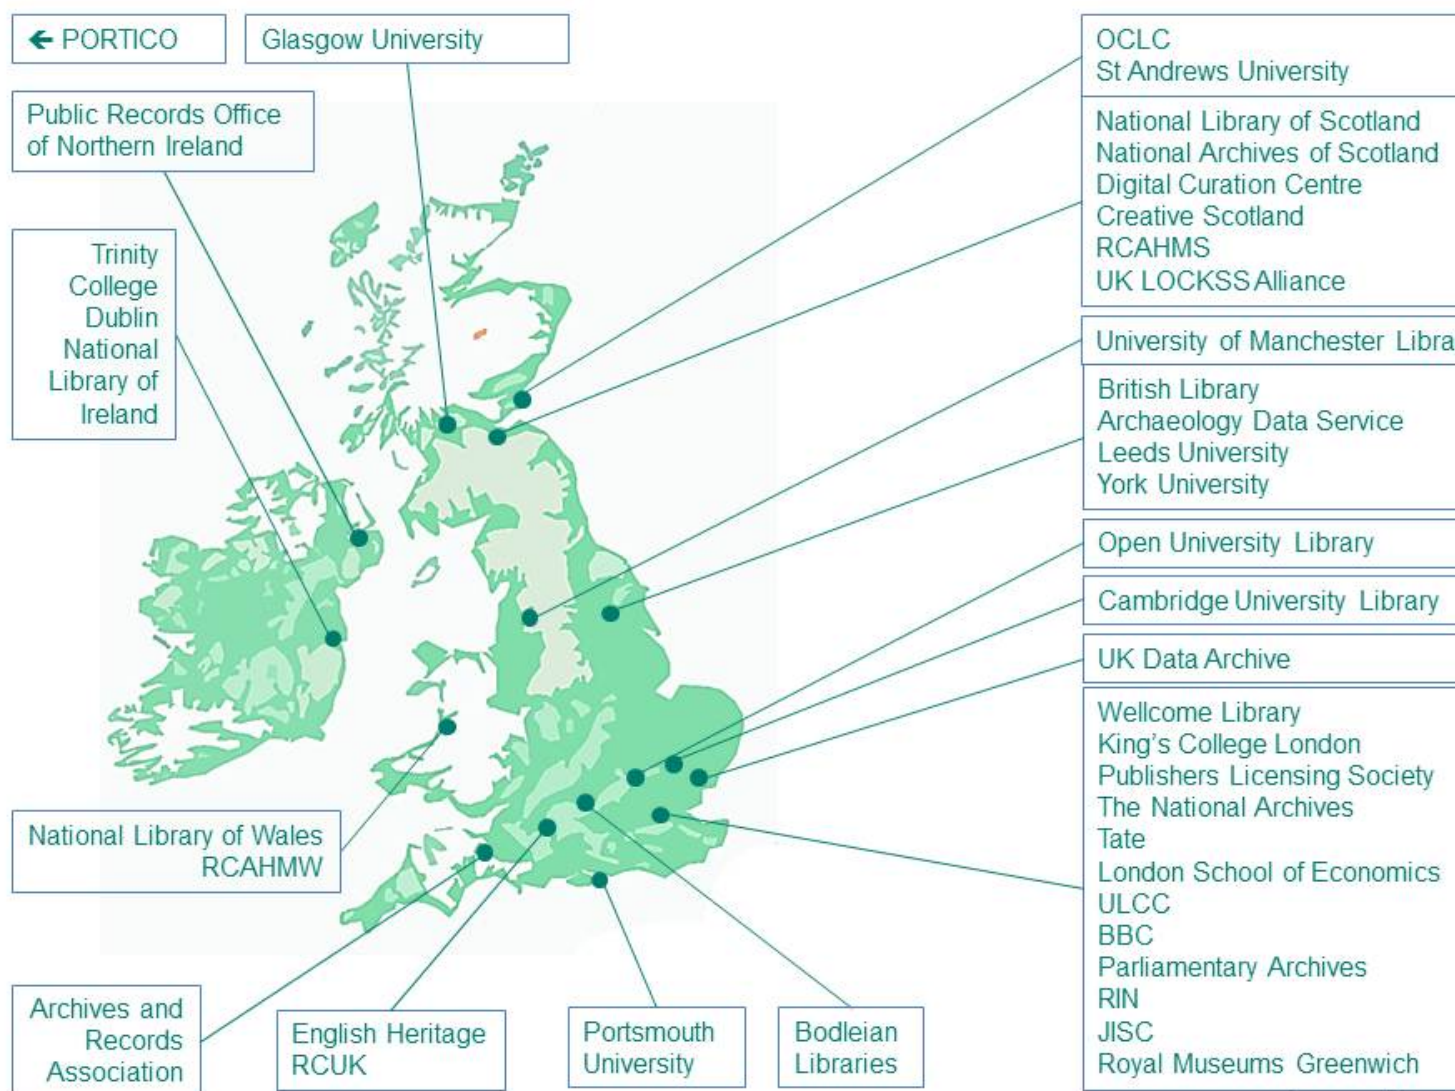 ← PORTICO
Glasgow University
Public Records Office
of Northern Ireland
Trinity
College
Dublin
National
Library of
Ireland
National Library of Wales
RCAHMW
Archives and
Records
Association
English Heritage
RCUK
Portsmouth
University
Bodleian
Libraries
OCLC
St Andrews University
National Library of Scotland
National Archives of Scotland
Digital Curation Centre
Creative Scotland
RCAHMS
UK LOCKSS Alliance
University of Manchester Libra
British Library
Archaeology Data Service
Leeds University
York University
Open University Library
Cambridge University Library
UK Data Archive
Wellcome Library
King's College London
Publishers Licensing Society
The National Archives
Tate
London School of Economics
ULCC
BBC
Parliamentary Archives
RIN
JISC
Royal Museums Greenwich